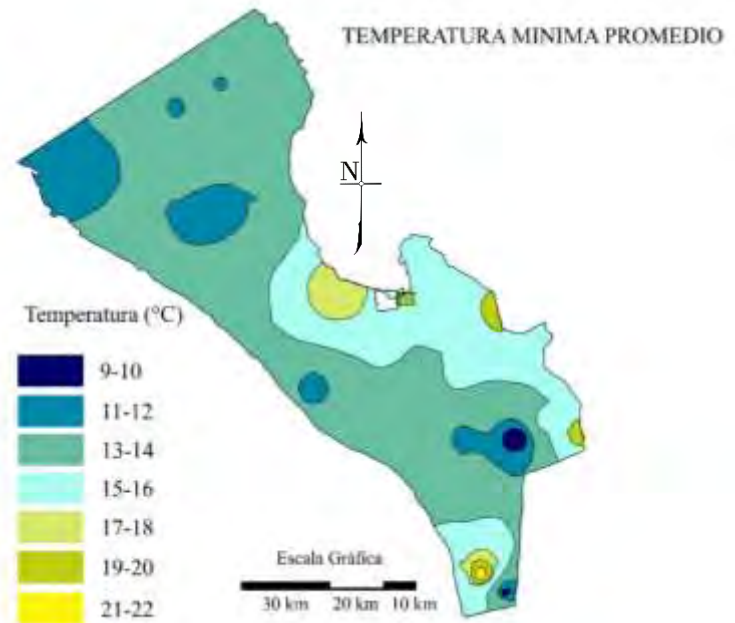 TEMPERATURA MINIMA PROMEDIO
N
Temperatura (°C)
9-10
11-12
13-14
15-16
17-18
19-20
21-22
Escala Gráfica
30 km 20 km 10 km